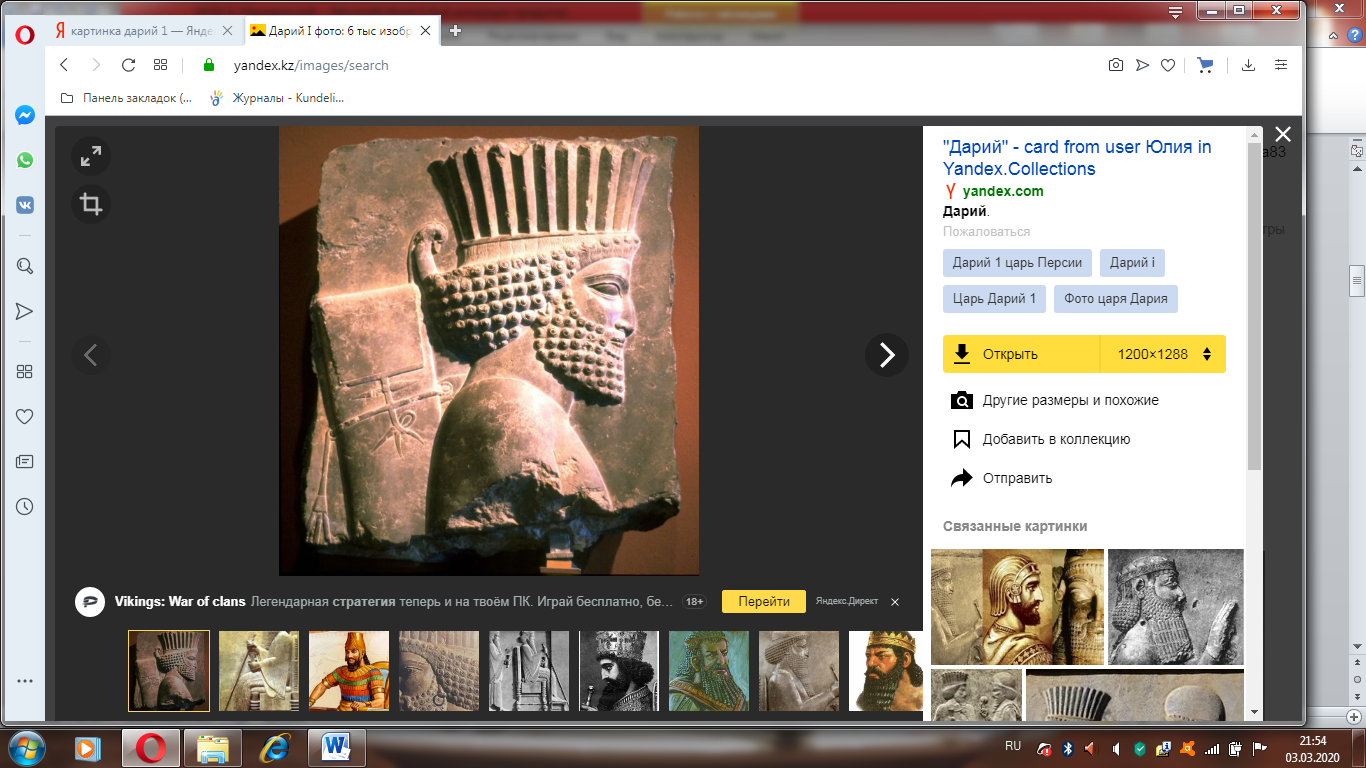 картинка дарий 1 — Янде
Дарий I фото: 6 тыс изобр
yandex.kz/images/search
Панель закладок (...
Журналы - Kundeli...
"Дарий" - card from user Юлия in
Yandex.Collections
yandex.com
Дарий.
Пожаловаться
Дарий 1 царь Персии
Дарий i
Царь Дарий 1
Фото царя Дария
Открыть
1200×1288
Другие размеры и похожие
Добавить в коллекцию
Отправить
Связанные картинки
Vikings: War of clans Легендарная стратегия теперь и на твоём ПК. Играй бесплатно, бе...
18+
Перейти
Яндекс.Директ
а83
тры
RU
21:54
03.03.2020